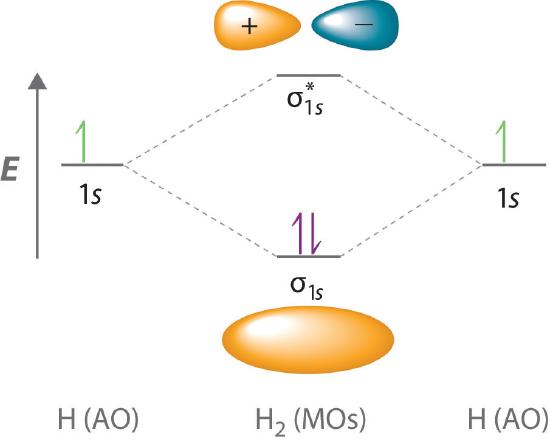 + −
σ*1s
E
1s
1s
σ1s
H (AO) H2 (MOs) H (AO)